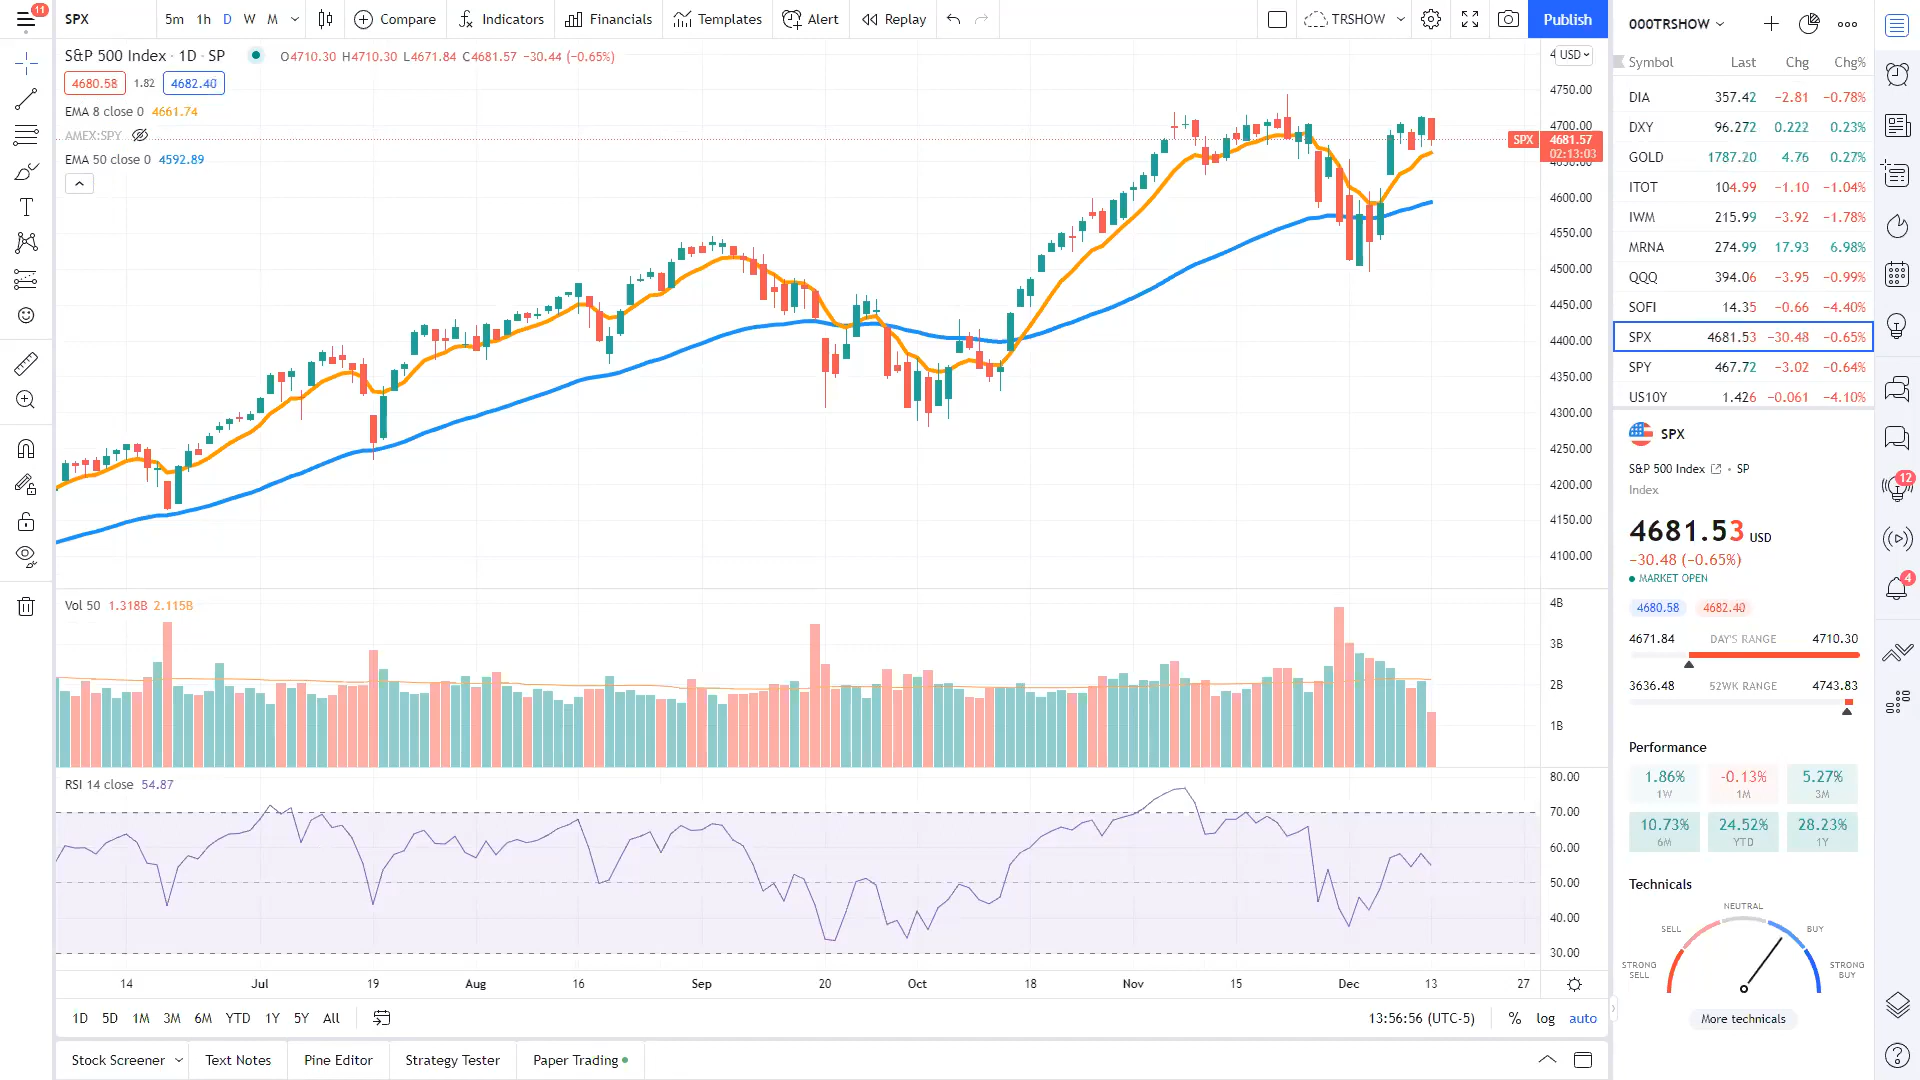 11
SPX
5m 1h D W M
Compare
Indicators
Financials
Templates
Alert
Replay
TRSHOW
Publish
S&P 500 Index · 1D · SP
O4710.30 H4710.30 L4671.84 C4681.57 −30.44 (−0.65%)
4680.58 1.82 4682.40
EMA 8 close 0 4661.74
AMEX:SPY
EMA 50 close 0 4592.89
USD
4750.00
4700.00
SPX 4681.57
02:13:03
4600.00
4550.00
4500.00
4450.00
4400.00
4350.00
4300.00
4250.00
4200.00
4150.00
4100.00
Vol 50 1.318B 2.115B
4B
3B
2B
1B
RSI 14 close 54.87
80.00
70.00
60.00
50.00
40.00
30.00
14 Jul 19 Aug 16 Sep 20 Oct 18 Nov 15 Dec 13 27
1D 5D 1M 3M 6M YTD 1Y 5Y All
13:56:56 (UTC-5) % log auto
Stock Screener Text Notes Pine Editor Strategy Tester Paper Trading
000TRSHOW
Symbol Last Chg Chg%
DIA 357.42 −2.81 −0.78%
DXY 96.272 0.222 0.23%
GOLD 1787.20 4.76 0.27%
ITOT 104.99 −1.10 −1.04%
IWM 215.99 −3.92 −1.78%
MRNA 274.99 17.93 6.98%
QQQ 394.06 −3.95 −0.99%
SOFI 14.35 −0.66 −4.40%
SPX 4681.53 −30.48 −0.65%
SPY 467.72 −3.02 −0.64%
US10Y 1.426 −0.061 −4.10%
SPX
S&P 500 Index · SP
Index
4681.53 USD
−30.48 (−0.65%)
MARKET OPEN
4680.58 4682.40
4671.84 DAY'S RANGE 4710.30
3636.48 52WK RANGE 4743.83
Performance
1.86% -0.13% 5.27%
1W 1M 3M
10.73% 24.52% 28.23%
6M YTD 1Y
Technicals
NEUTRAL
SELL BUY
STRONG SELL
STRONG BUY
More technicals
12
4